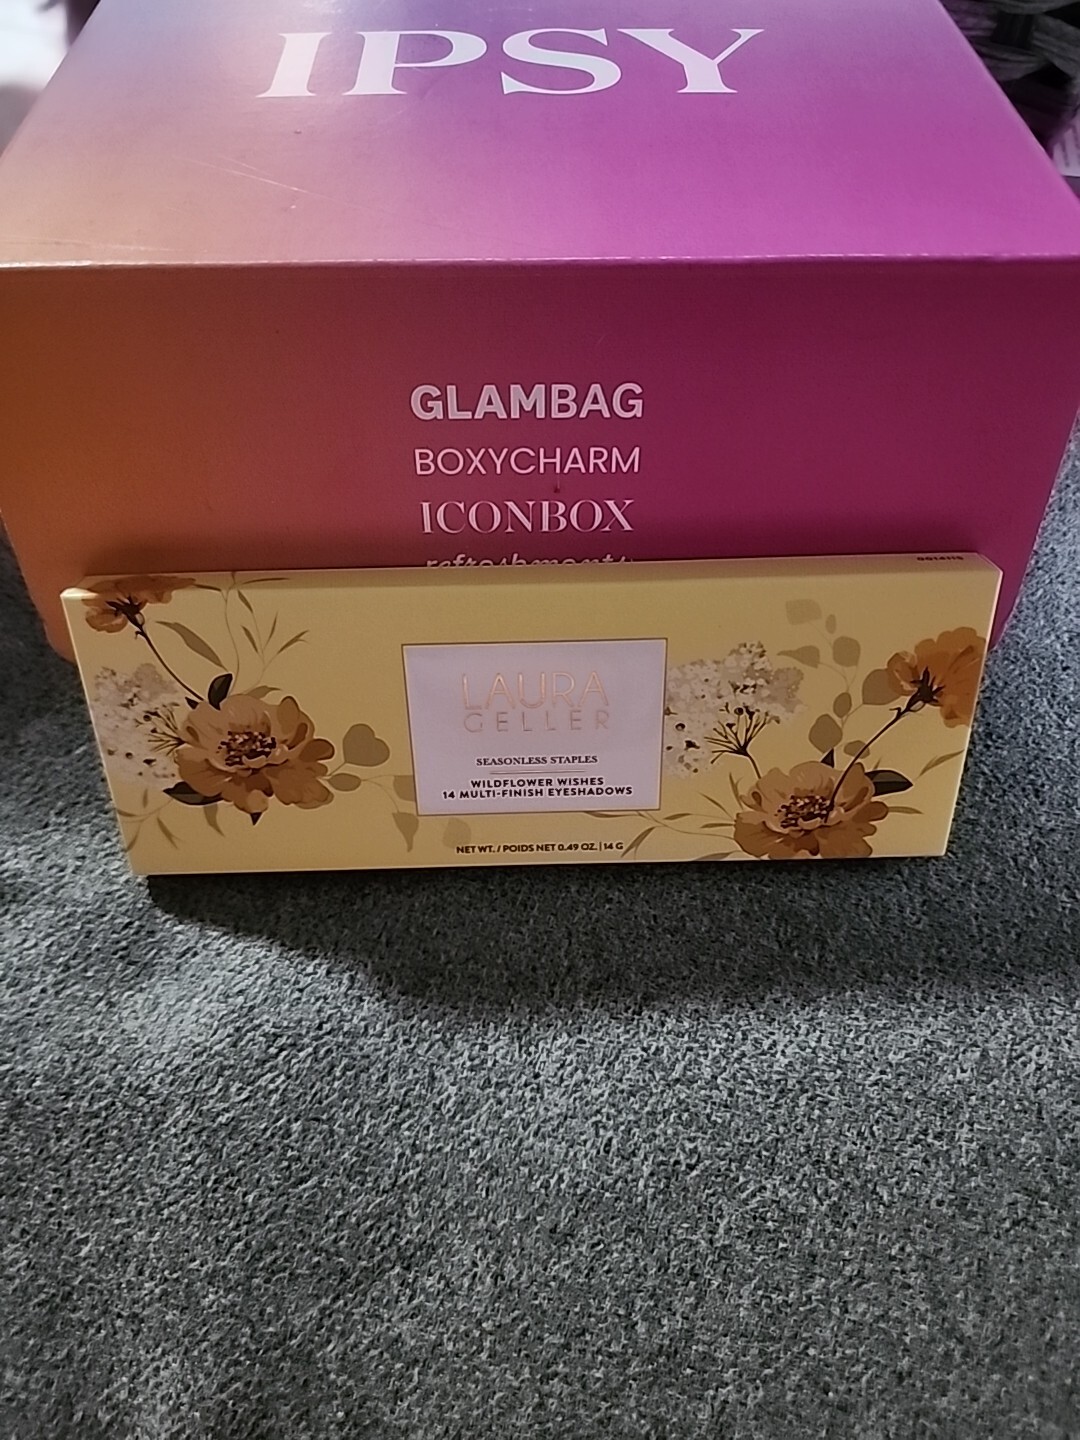 IPSY
GLAMBAG
BOXYCHARM
ICONBOX
refreshments
LAURA
GELLER
SEASONLESS STAPLES
WILDFLOWER WISHES
14 MULTI-FINISH EYESHADOWS
NET WT. / POIDS NET 0.49 OZ. | 14 G